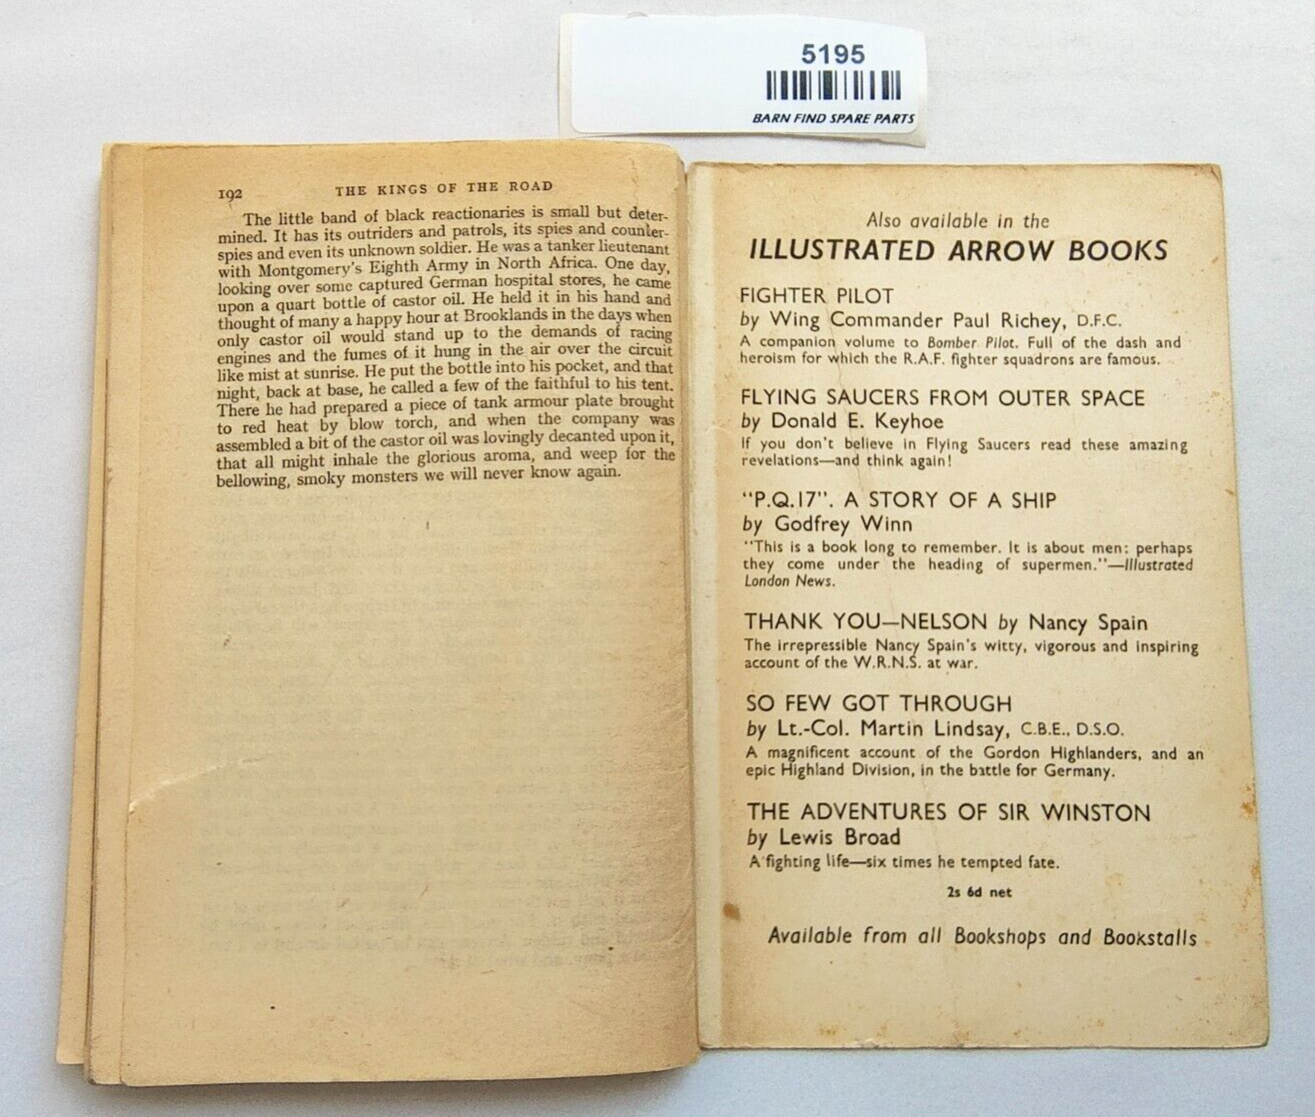 5195
BARN FIND SPARE PARTS
192 THE KINGS OF THE ROAD
The little band of black reactionaries is small but deter-
mined. It has its outriders and patrols, its spies and counter-
spies and even its unknown soldier. He was a tanker lieutenant
with Montgomery's Eighth Army in North Africa. One day,
looking over some captured German hospital stores, he came
upon a quart bottle of castor oil. He held it in his hand and
thought of many a happy hour at Brooklands in the days when
only castor oil would stand up to the demands of racing
engines and the fumes of it hung in the air over the circuit
like mist at sunrise. He put the bottle into his pocket, and that
night, back at base, he called a few of the faithful to his tent.
There he had prepared a piece of tank armour plate brought
to red heat by blow torch, and when the company was
assembled a bit of the castor oil was lovingly decanted upon it,
that all might inhale the glorious aroma, and weep for the
bellowing, smoky monsters we will never know again.
Also available in the
ILLUSTRATED ARROW BOOKS
FIGHTER PILOT
by Wing Commander Paul Richey, D.F.C.
A companion volume to Bomber Pilot. Full of the dash and
heroism for which the R.A.F. fighter squadrons are famous.
FLYING SAUCERS FROM OUTER SPACE
by Donald E. Keyhoe
If you don't believe in Flying Saucers read these amazing
revelations—and think again!
"P.Q.17". A STORY OF A SHIP
by Godfrey Winn
"This is a book long to remember. It is about men: perhaps
they come under the heading of supermen."—Illustrated
London News.
THANK YOU—NELSON by Nancy Spain
The irrepressible Nancy Spain's witty, vigorous and inspiring
account of the W.R.N.S. at war.
SO FEW GOT THROUGH
by Lt.-Col. Martin Lindsay, C.B.E., D.S.O.
A magnificent account of the Gordon Highlanders, and an
epic Highland Division, in the battle for Germany.
THE ADVENTURES OF SIR WINSTON
by Lewis Broad
A fighting life—six times he tempted fate.
2s 6d net
Available from all Bookshops and Bookstalls